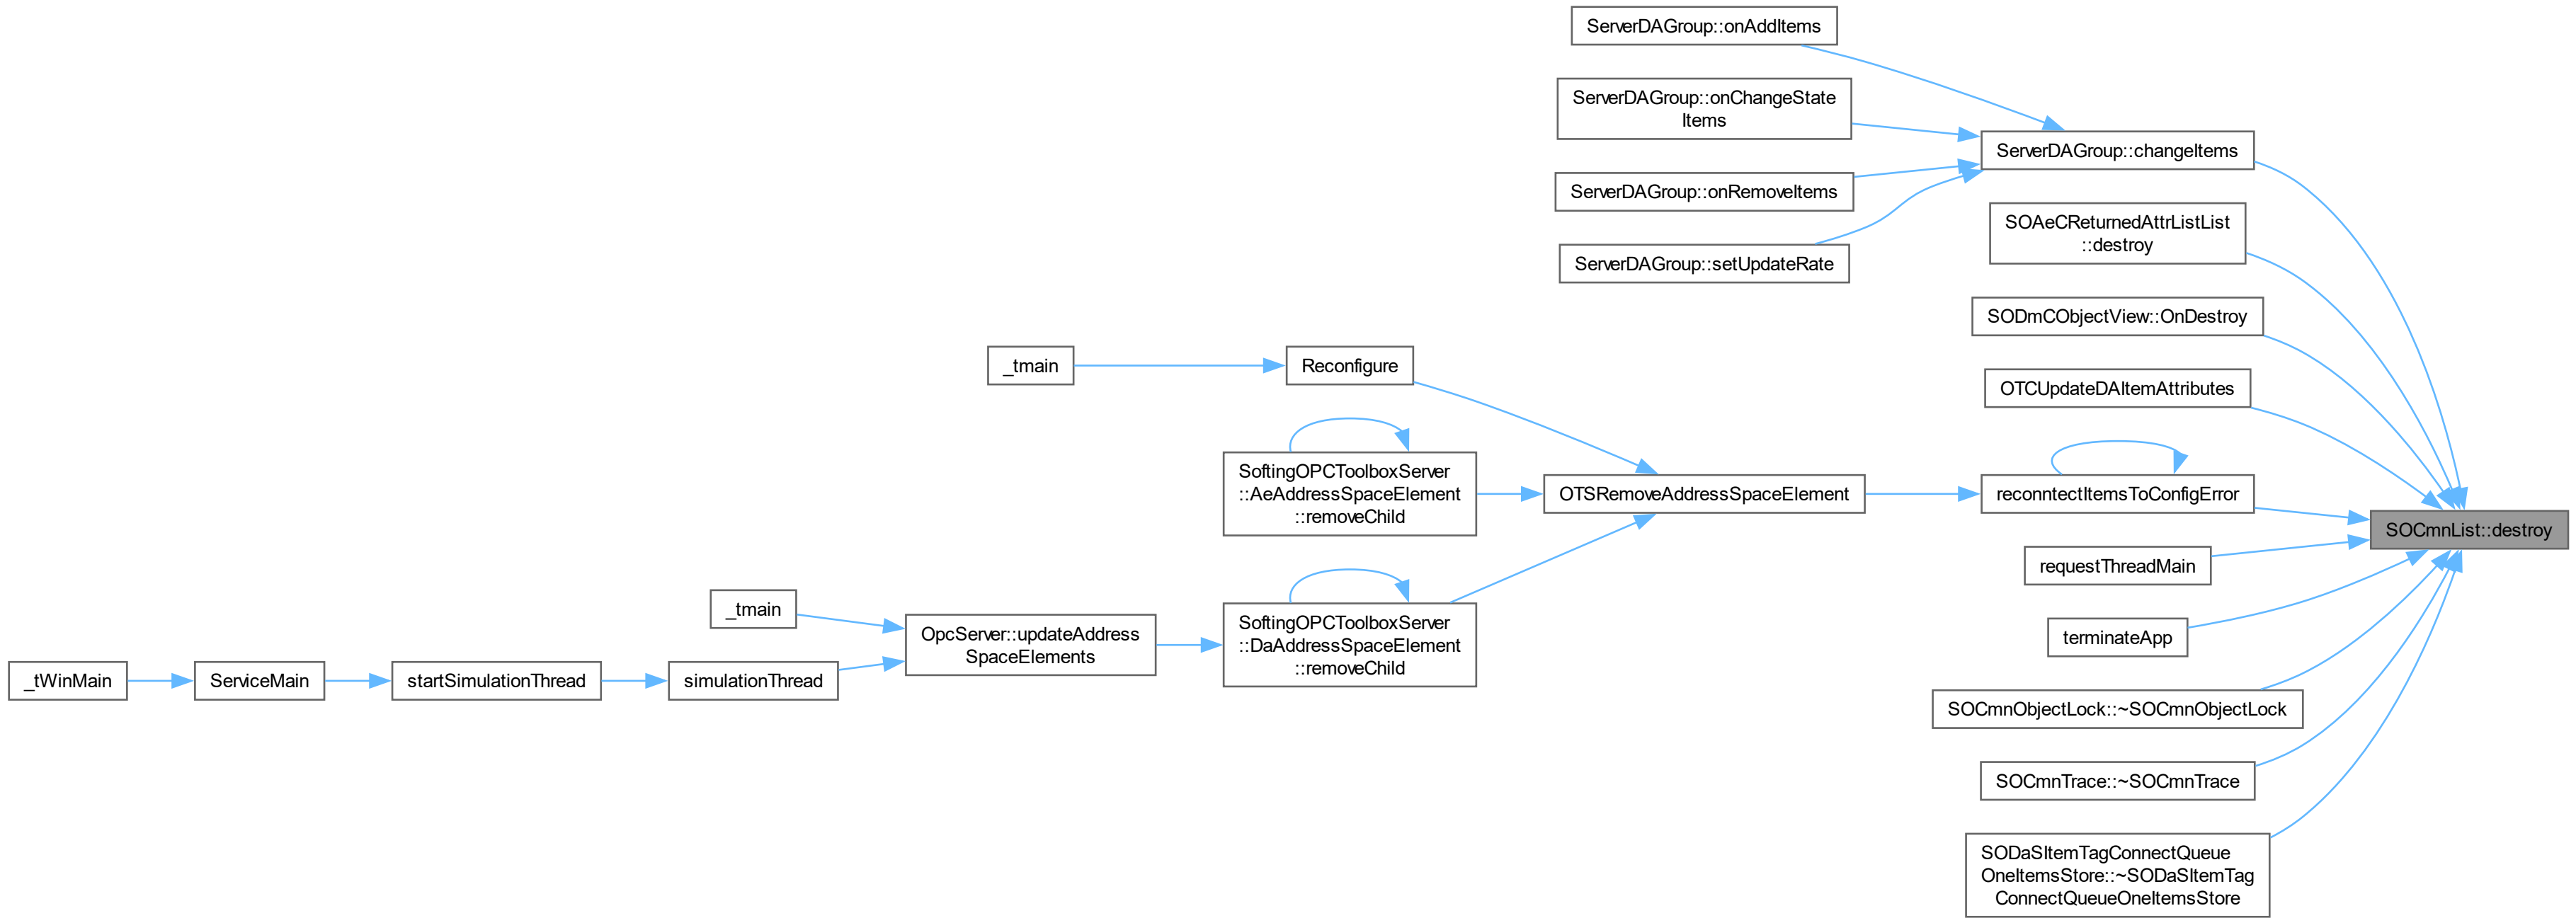 ServerDAGroup::onAddItems
ServerDAGroup::onChangeState
Items
ServerDAGroup::changeItems
ServerDAGroup::onRemoveItems
SOAeCReturnedAttrListList
::destroy
ServerDAGroup::setUpdateRate
SODmCObjectView::OnDestroy
_tmain
Reconfigure
OTCUpdateDAItemAttributes
SoftingOPCToolboxServer
::AeAddressSpaceElement
::removeChild
OTSRemoveAddressSpaceElement
reconntectItemsToConfigError
SOCmnList::destroy
requestThreadMain
_tmain
OpcServer::updateAddress
SpaceElements
SoftingOPCToolboxServer
::DaAddressSpaceElement
::removeChild
terminateApp
_tWinMain
ServiceMain
startSimulationThread
simulationThread
SOCmnObjectLock::~SOCmnObjectLock
SOCmnTrace::~SOCmnTrace
SODaSItemTagConnectQueue
OneItemsStore::~SODaSItemTag
ConnectQueueOneItemsStore